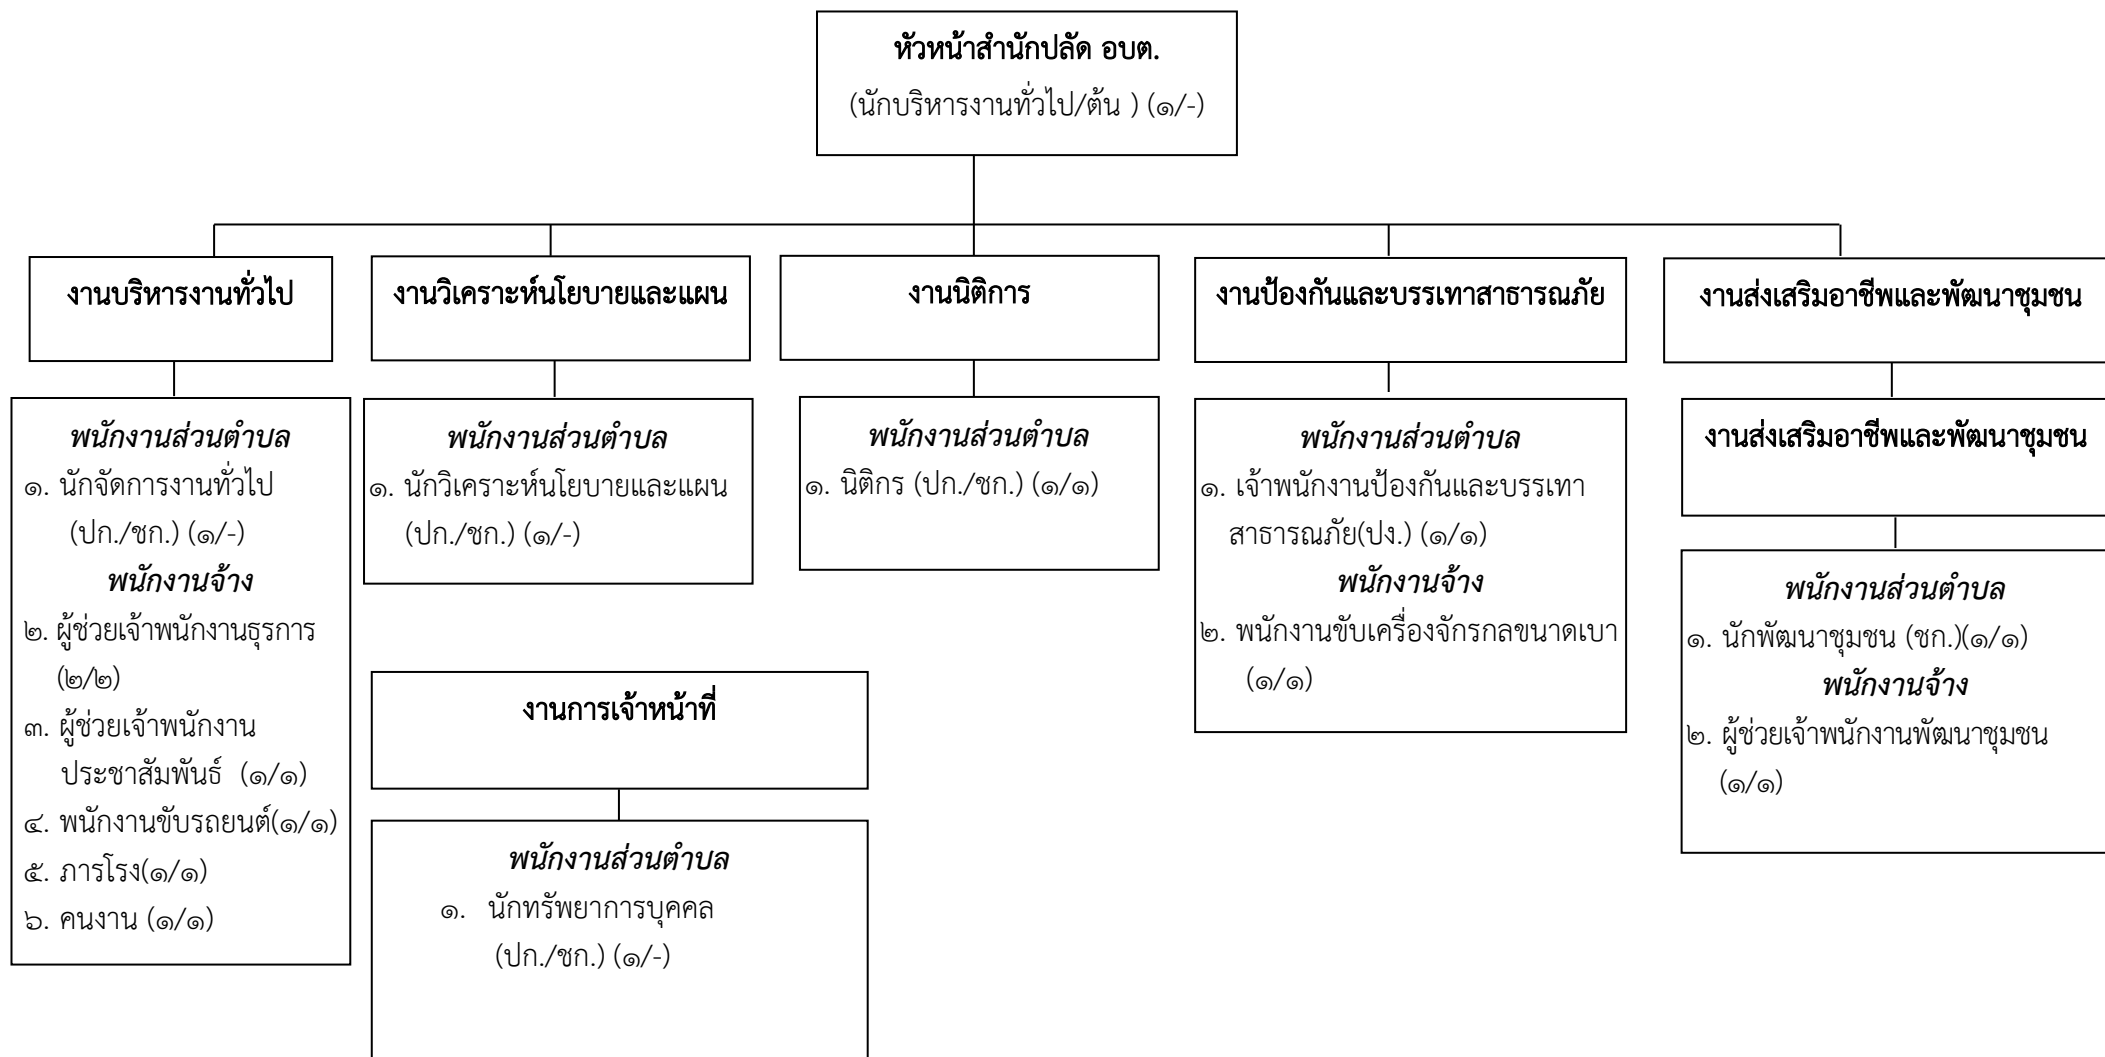 หัวหน้าสำนักปลัด อบต.
(นักบริหารงานทั่วไป/ต้น ) (๑/-)
งานบริหารงานทั่วไป
งานวิเคราะห์นโยบายและแผน
งานนิติการ
งานป้องกันและบรรเทาสาธารณภัย
งานส่งเสริมอาชีพและพัฒนาชุมชน
พนักงานส่วนตำบล
๑. นักจัดการงานทั่วไป
(ปก./ชก.) (๑/-)
พนักงานจ้าง
๒. ผู้ช่วยเจ้าพนักงานธุรการ
(๒/๒)
๓. ผู้ช่วยเจ้าพนักงาน
ประชาสัมพันธ์ (๑/๑)
๔. พนักงานขับรถยนต์(๑/๑)
๕. ภารโรง(๑/๑)
๖. คนงาน (๑/๑)
พนักงานส่วนตำบล
๑. นักวิเคราะห์นโยบายและแผน
(ปก./ชก.) (๑/-)
พนักงานส่วนตำบล
๑. นิติกร (ปก./ชก.) (๑/๑)
พนักงานส่วนตำบล
๑. เจ้าพนักงานป้องกันและบรรเทา
สาธารณภัย(ปง.) (๑/๑)
พนักงานจ้าง
๒. พนักงานขับเครื่องจักรกลขนาดเบา
(๑/๑)
งานส่งเสริมอาชีพและพัฒนาชุมชน
พนักงานส่วนตำบล
๑. นักพัฒนาชุมชน (ชก.)(๑/๑)
พนักงานจ้าง
๒. ผู้ช่วยเจ้าพนักงานพัฒนาชุมชน
(๑/๑)
งานการเจ้าหน้าที่
พนักงานส่วนตำบล
๑. นักทรัพยาการบุคคล
(ปก./ชก.) (๑/-)